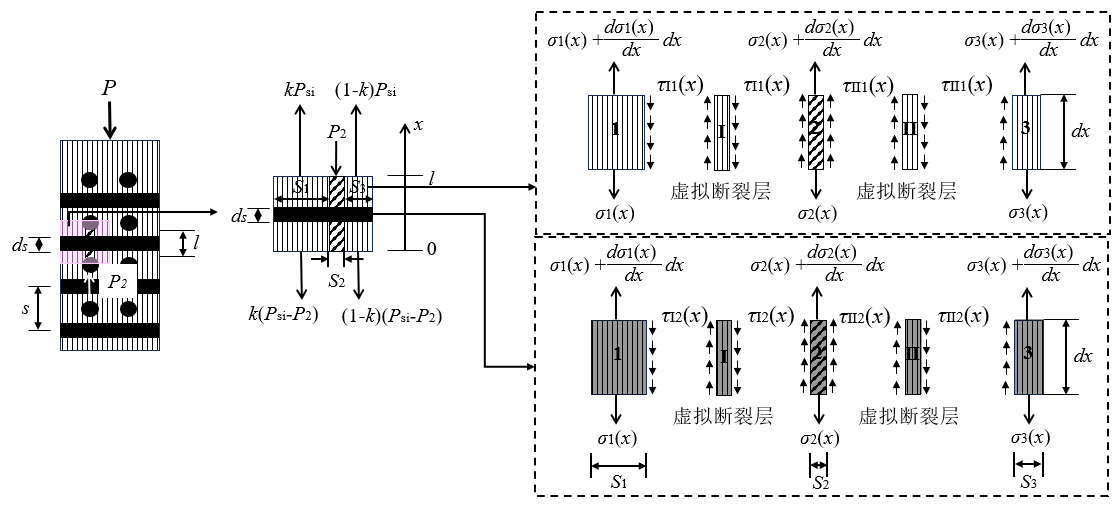 P
ds
P2
l
s
kPsi
(1-k)Psi
P2
x
S1
S3
l
ds
0
S2
k(Psi-P2)
(1-k)(Psi-P2)
σ1(x) + dσ1(x)/dx dx
σ2(x) + dσ2(x)/dx dx
σ3(x) + dσ3(x)/dx dx
τI1(x)
τI1(x)
τII1(x)
τII1(x)
1
I
2
II
3
dx
虚拟断裂层
虚拟断裂层
σ1(x)
σ2(x)
σ3(x)
σ1(x) + dσ1(x)/dx dx
σ2(x) + dσ2(x)/dx dx
σ3(x) + dσ3(x)/dx dx
τI2(x)
τI2(x)
τII2(x)
τII2(x)
1
I
2
II
3
dx
虚拟断裂层
虚拟断裂层
σ1(x)
σ2(x)
σ3(x)
S1
S2
S3